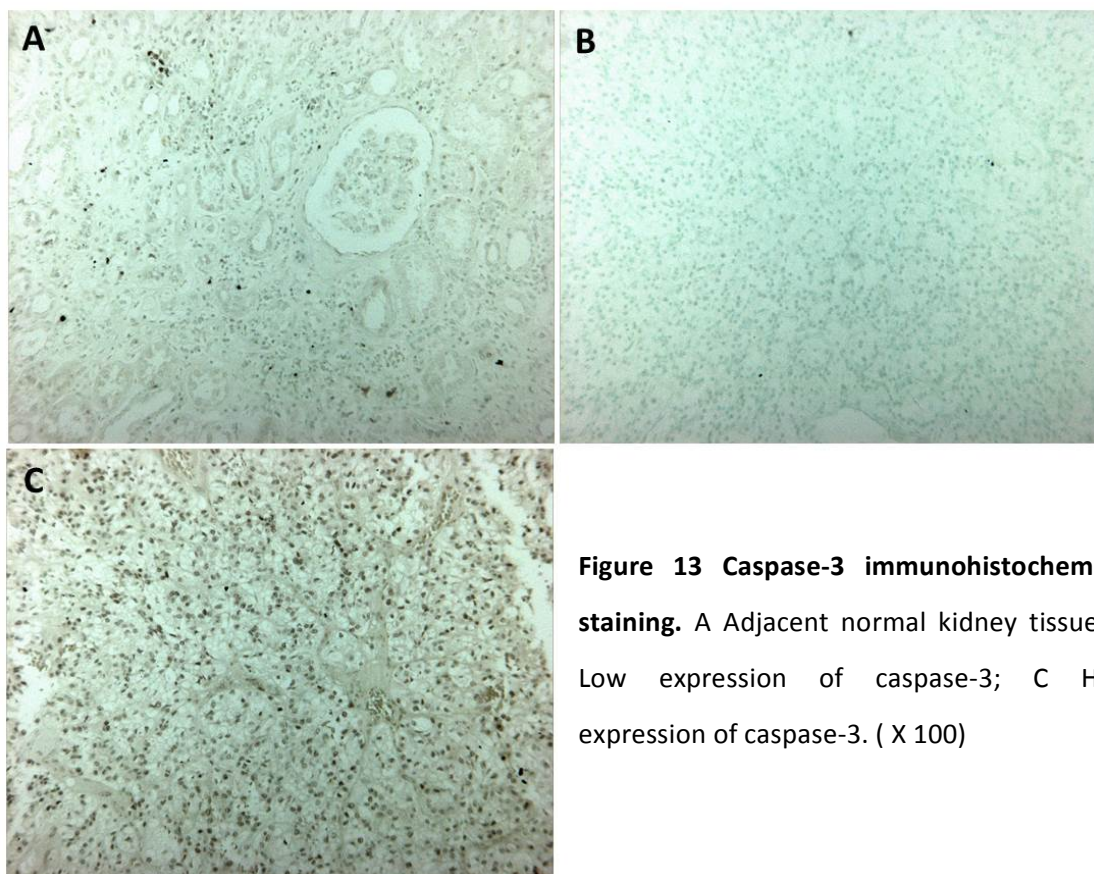 A
B
C
Figure 13 Caspase-3 immunohistochem
staining. A Adjacent normal kidney tissue
Low expression of caspase-3; C H
expression of caspase-3. ( X 100)